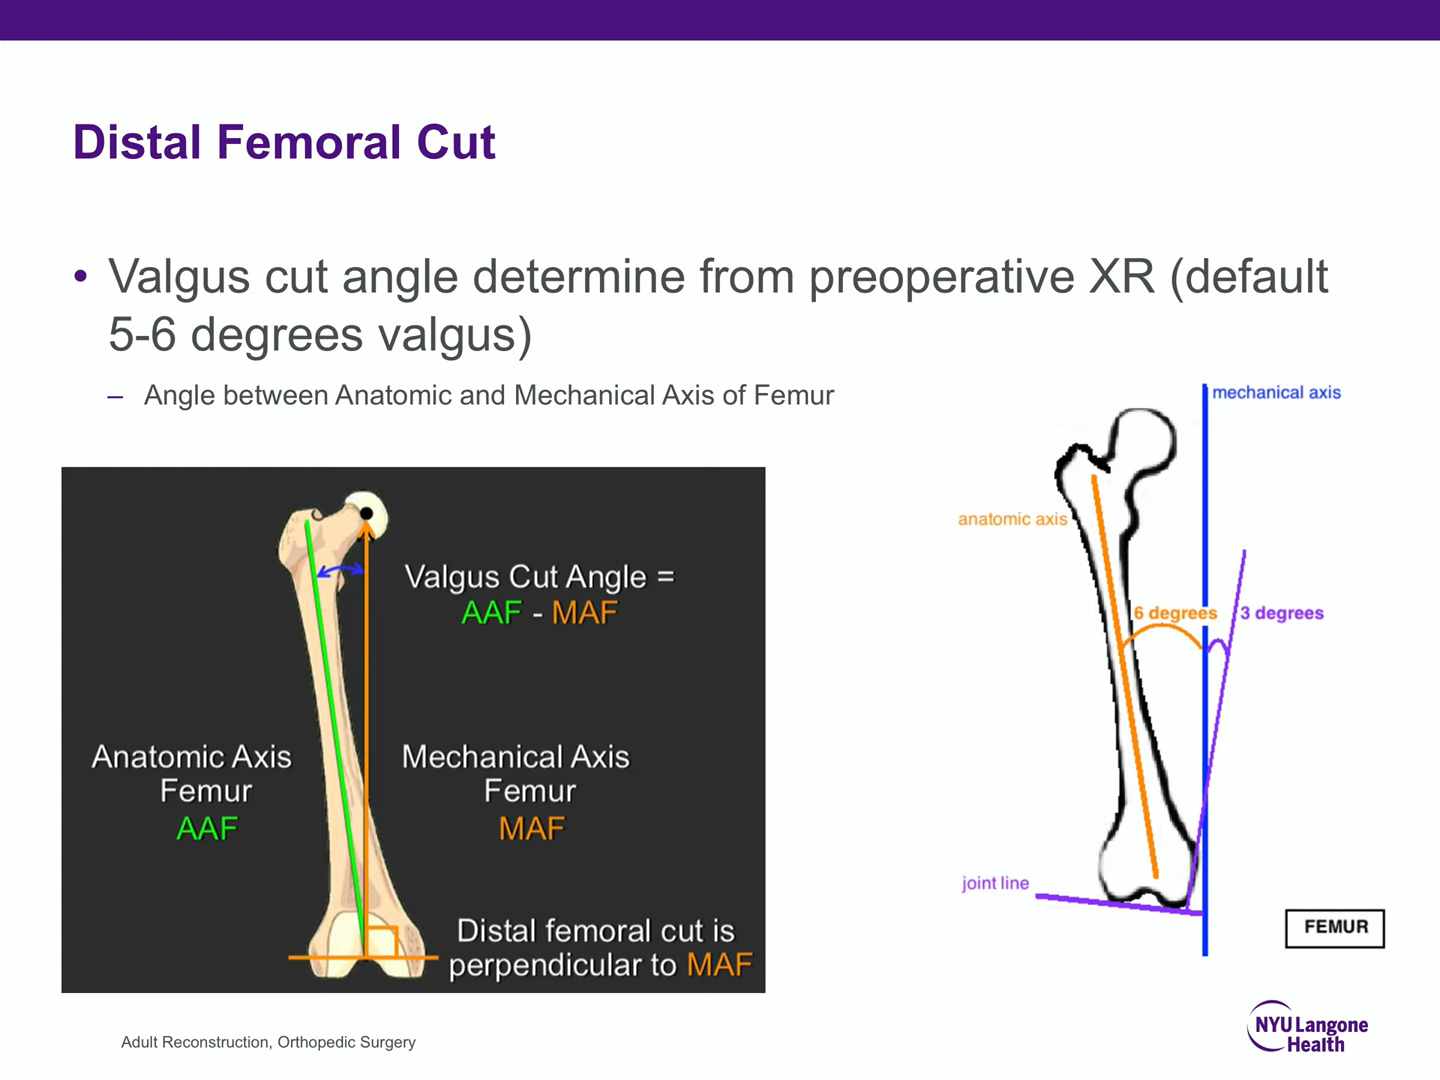 Distal Femoral Cut
• Valgus cut angle determine from preoperative XR (default
5-6 degrees valgus)
– Angle between Anatomic and Mechanical Axis of Femur
Valgus Cut Angle =
AAF - MAF
Anatomic Axis
Femur
AAF
Mechanical Axis
Femur
MAF
Distal femoral cut is
perpendicular to MAF
mechanical axis
anatomic axis
6 degrees
3 degrees
joint line
FEMUR
Adult Reconstruction, Orthopedic Surgery
NYU Langone
Health